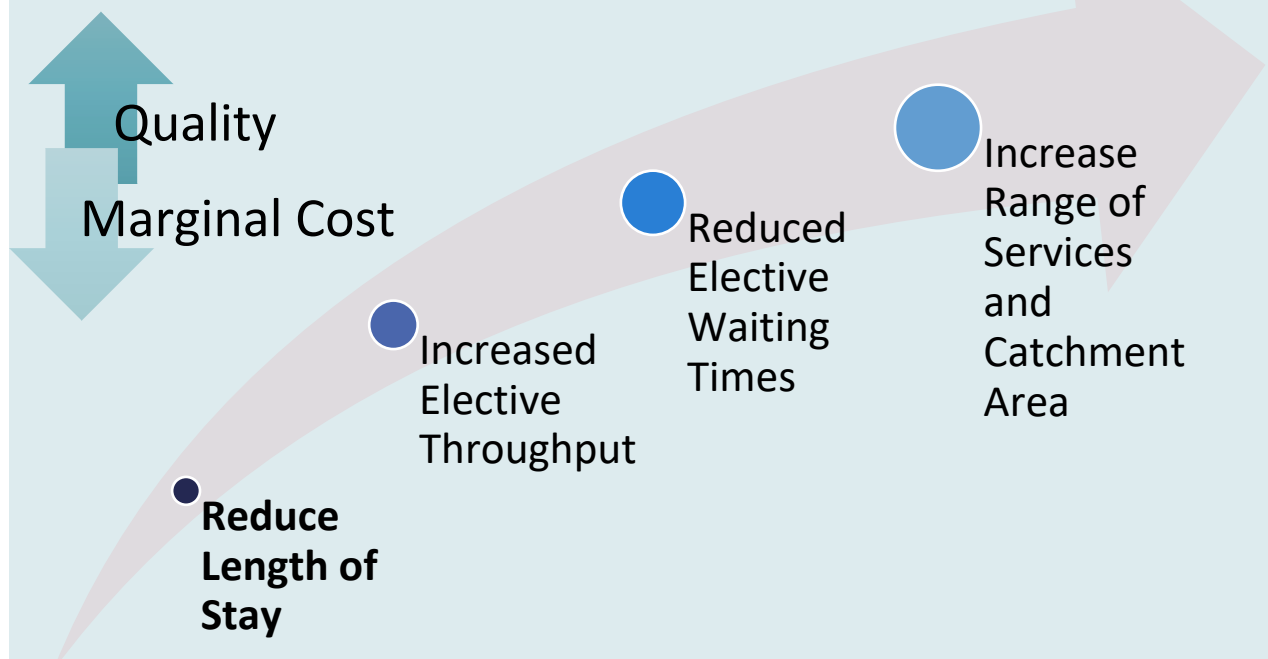 Quality
Marginal Cost
Reduce
Length of
Stay
Increased
Elective
Throughput
Reduced
Elective
Waiting
Times
Increase
Range of
Services
and
Catchment
Area